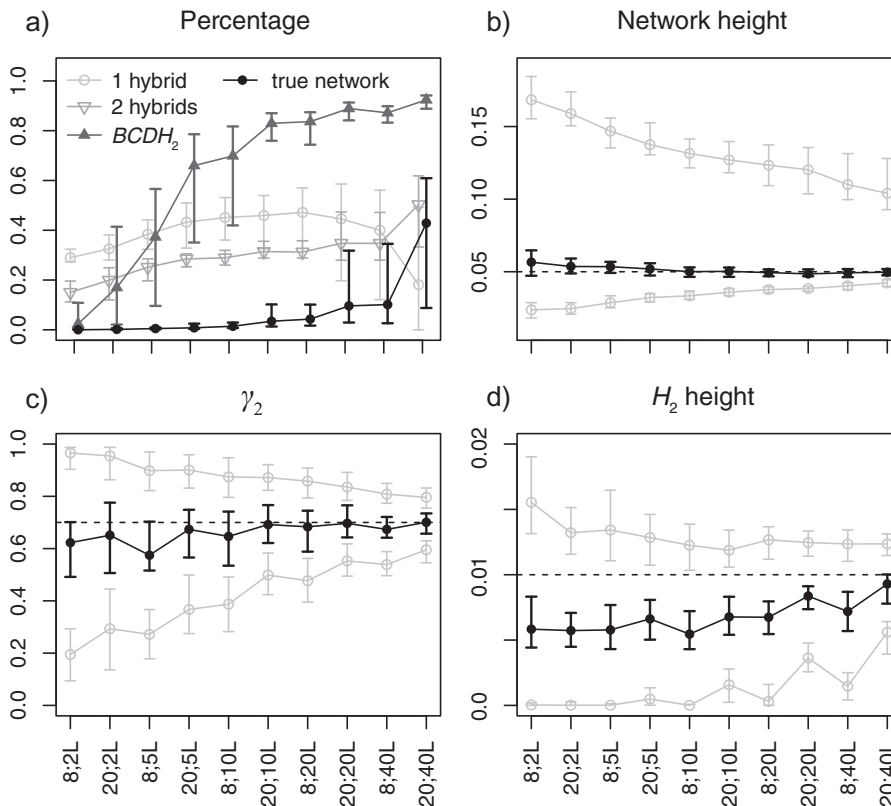 a) Percentage
1 hybrid
true network
2 hybrids
BCDH₂
1.0
0.8
0.6
0.4
0.2
0.0
b) Network height
0.15
0.10
0.05
c) γ₂
1.0
0.8
0.6
0.4
0.2
0.0
8;2L
20;2L
8;5L
20;5L
8;10L
20;10L
8;20L
20;20L
8;40L
20;40L
d) H₂ height
0.02
0.01
0.0
8;2L
20;2L
8;5L
20;5L
8;10L
20;10L
8;20L
20;20L
8;40L
20;40L